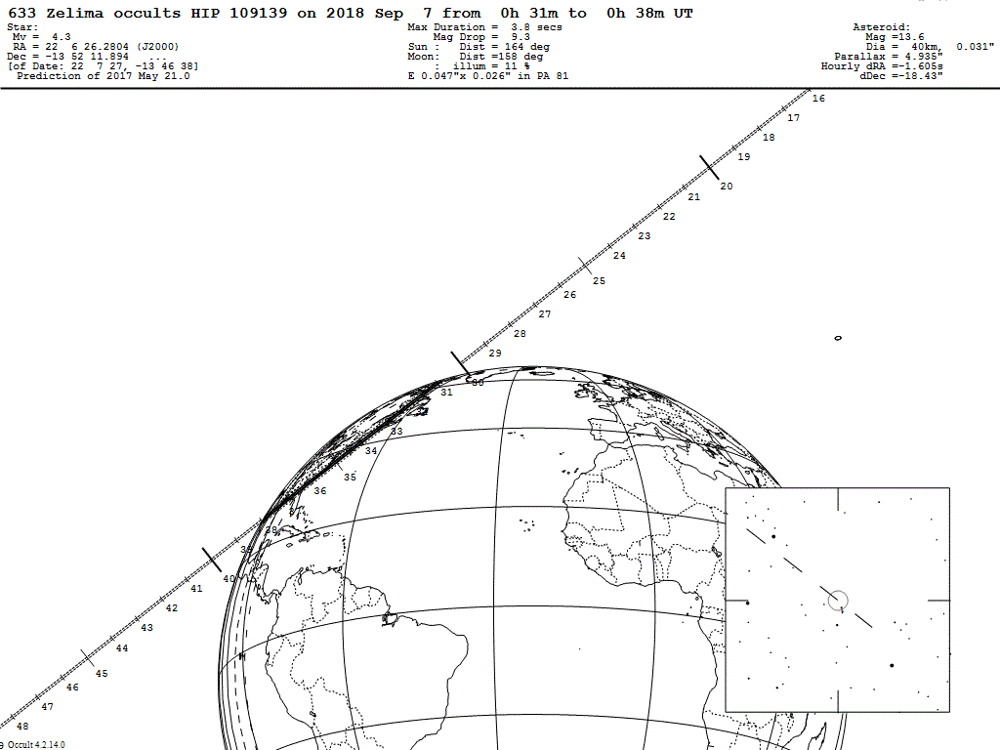 633 Zelima occults HIP 109139 on 2018 Sep  7 from  0h 31m to  0h 38m UT
Star:
Mv =  4.3
RA = 22  6 26.2804 (J2000)
Dec = -13 52 11.894  ...
[of Date: 22  7 27, -13 46 38]
Prediction of 2017 May 21.0
Max Duration =  3.8 secs
Mag Drop =  9.3
Sun :   Dist = 164 deg
Moon:   Dist =158 deg
:  illum = 11 %
E 0.047"x 0.026" in PA 81
Asteroid:
Mag =13.6
Dia =  40km,  0.031"
Parallax = 4.935"
Hourly dRA =-1.605s
dDec =-18.43"
16
17
18
19
20
21
22
23
24
25
26
27
28
29
30
31
33
34
35
36
37
38
39
40
41
42
43
44
45
46
47
48
Occult 4.2.14.0